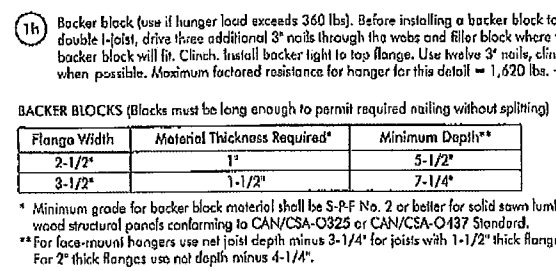 1h
Backer block (use if hunger load exceeds 360 lbs). Before installing a backer block to
double I-joist, drive three additional 3" nails through the webs and filler block where
backer block will fit. Clinch. Install backer tight to top flange. Use twelve 3" nails, clin
when possible. Maximum factored resistance for hanger for this detail = 1,620 lbs.
BACKER BLOCKS (Blocks must be long enough to permit required nailing without splitting)
Flange Width Material Thickness Required* Minimum Depth**
2-1/2" 1" 5-1/2"
3-1/2" 1-1/2" 7-1/4"
* Minimum grade for backer block material shall be S-P-F No. 2 or better for solid sawn lumb
wood structural panels conforming to CAN/CSA-O325 or CAN/CSA-O437 Standard.
** For face-mount hangers use net joist depth minus 3-1/4" for joists with 1-1/2" thick flang
For 2" thick flanges use net depth minus 4-1/4".